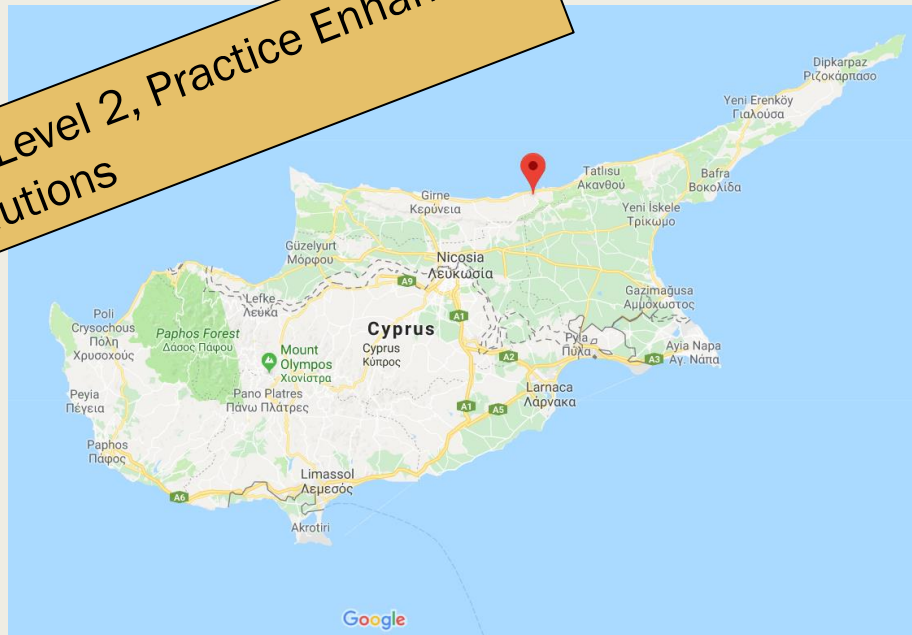 Level 2, Practice
utions
Dipkarpaz
Ριζοκάρπασο
Yeni Erenköy
Γιαλούσα
Tatlısu
Ακανθού
Bafra
Βοκολίδα
Girne
Κερύνεια
Yeni İskele
Τρίκωμο
Güzelyurt
Μόρφου
Nicosia
Λευκωσία
A9
Gazimağusa
Αμμόχωστος
Lefke
Λεύκα
A1
Poli
Crysochous
Πόλη
Χρυσοχούς
Paphos Forest
Δάσος Πάφου
Cyprus
Cyprus
Κύπρος
Mount
Olympos
Χιονίστρα
Pyla
Πύλα
A2
A3
Ayia Napa
Αγ. Νάπα
Peyia
Πέγεια
Pano Platres
Πάνω Πλάτρες
Larnaca
Λάρνακα
A1
A5
Paphos
Πάφος
Limassol
Λεμεσός
A6
Akrotiri
Google